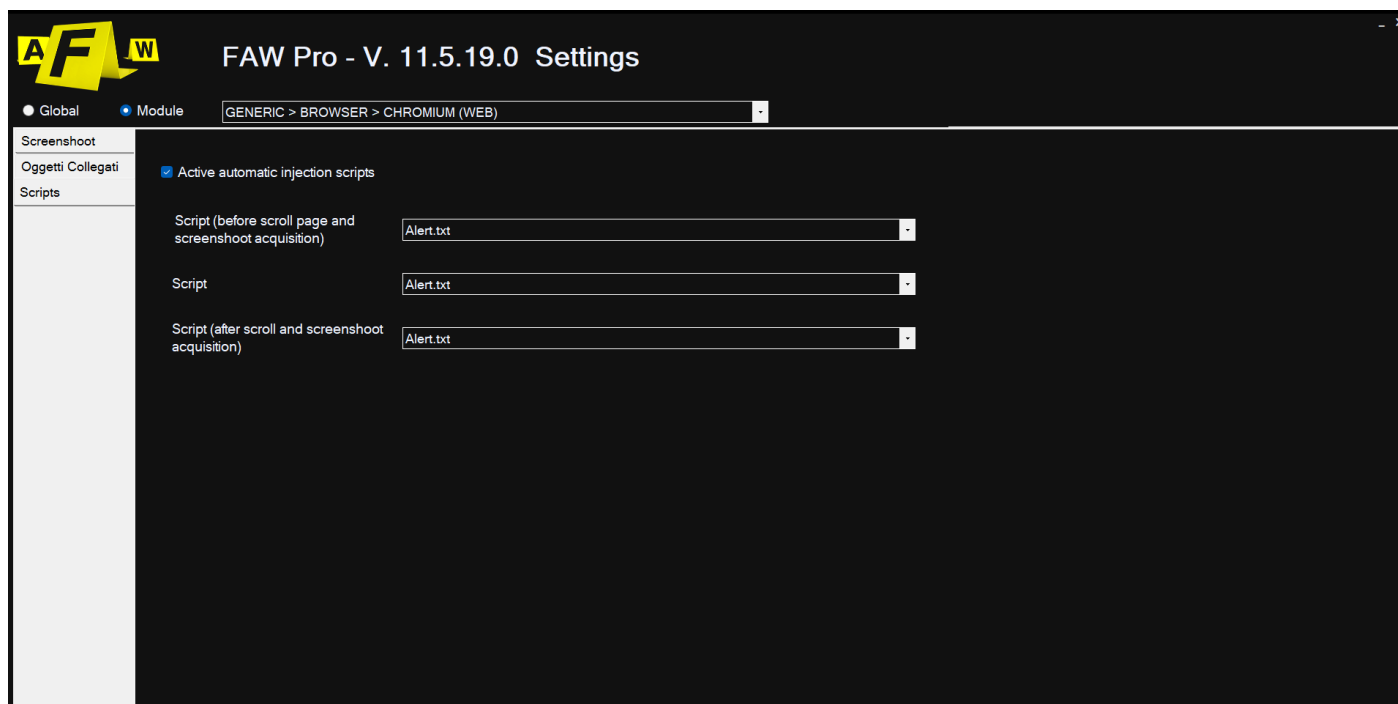 A F W
FAW Pro - V. 11.5.19.0 Settings
Global
Module
GENERIC > BROWSER > CHROMIUM (WEB)
Screenshoot
Oggetti Collegati
Scripts
Active automatic injection scripts
Script (before scroll page and
screenshoot acquisition)
Alert.txt
Script
Alert.txt
Script (after scroll and screenshoot
acquisition)
Alert.txt